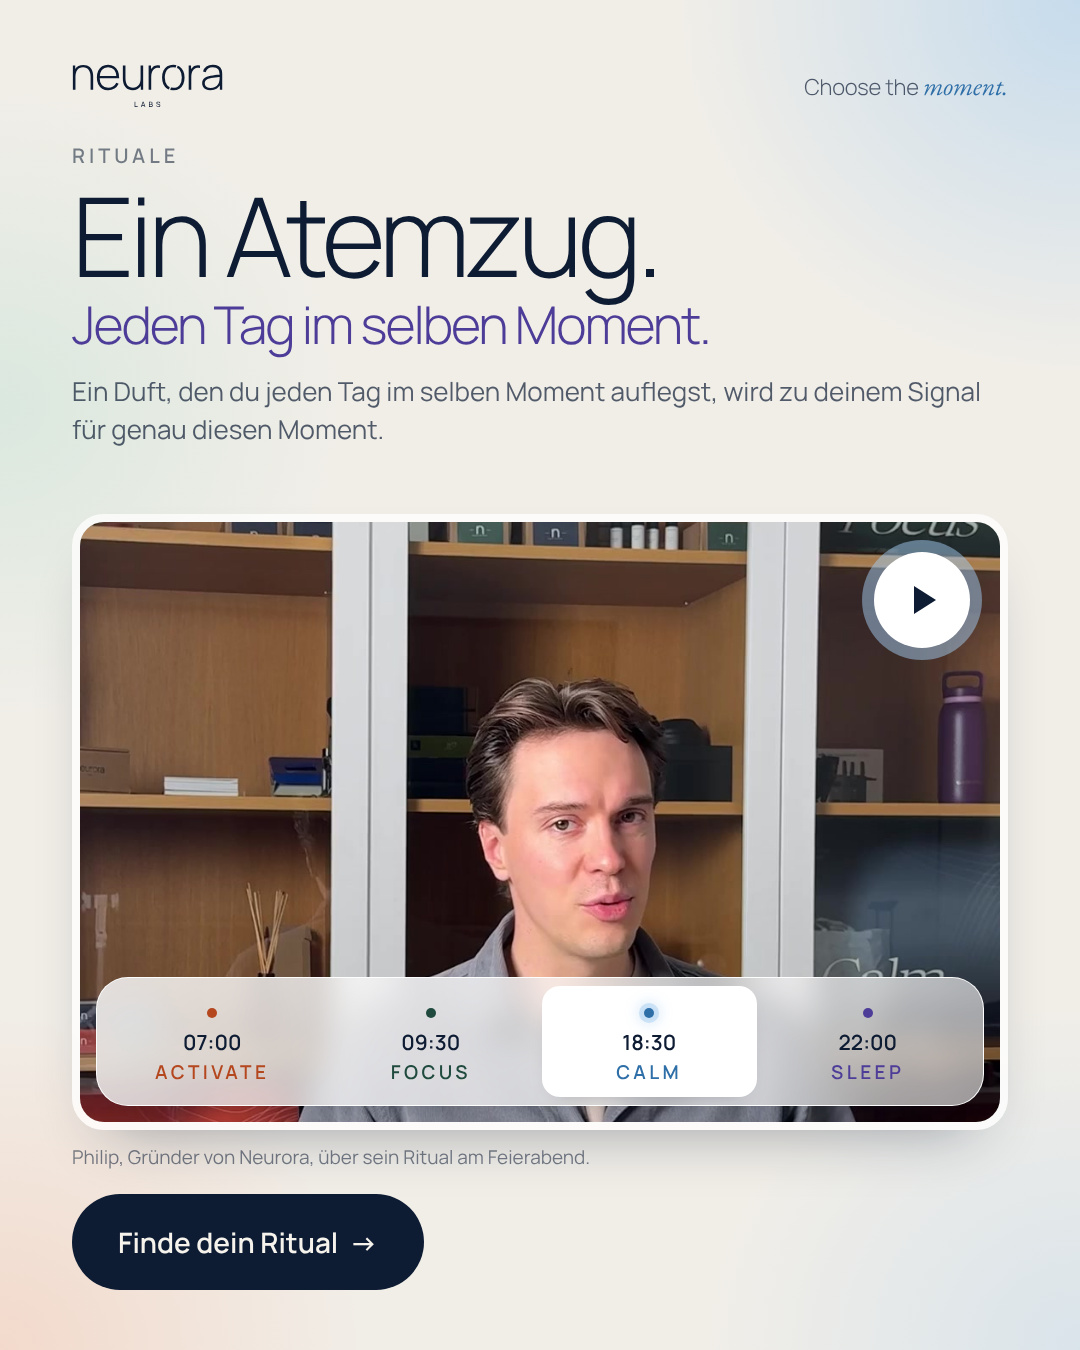 neurora
LABS
Choose the moment.
RITUALE
Ein Atemzug.
Jeden Tag im selben Moment.
Ein Duft, den du jeden Tag im selben Moment auflegst, wird zu deinem Signal
für genau diesen Moment.
Focus
n
n
n
Calm
07:00
ACTIVATE
09:30
FOCUS
18:30
CALM
22:00
SLEEP
Philip, Gründer von Neurora, über sein Ritual am Feierabend.
Finde dein Ritual →